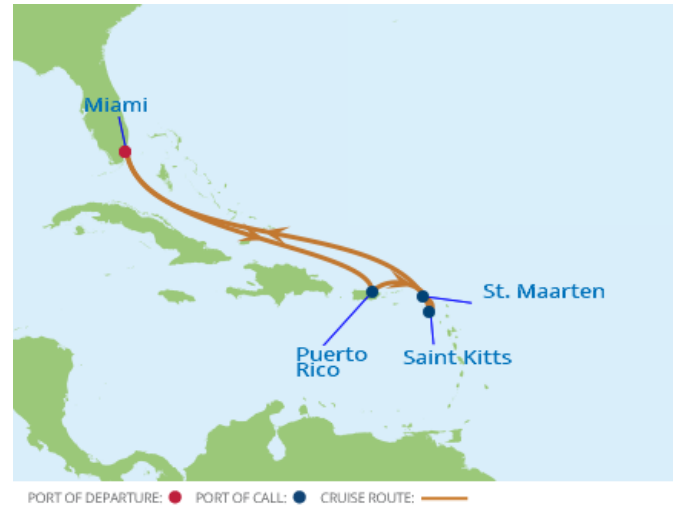 Miami
St. Maarten
Puerto
Rico
Saint Kitts
PORT OF DEPARTURE: PORT OF CALL: CRUISE ROUTE: